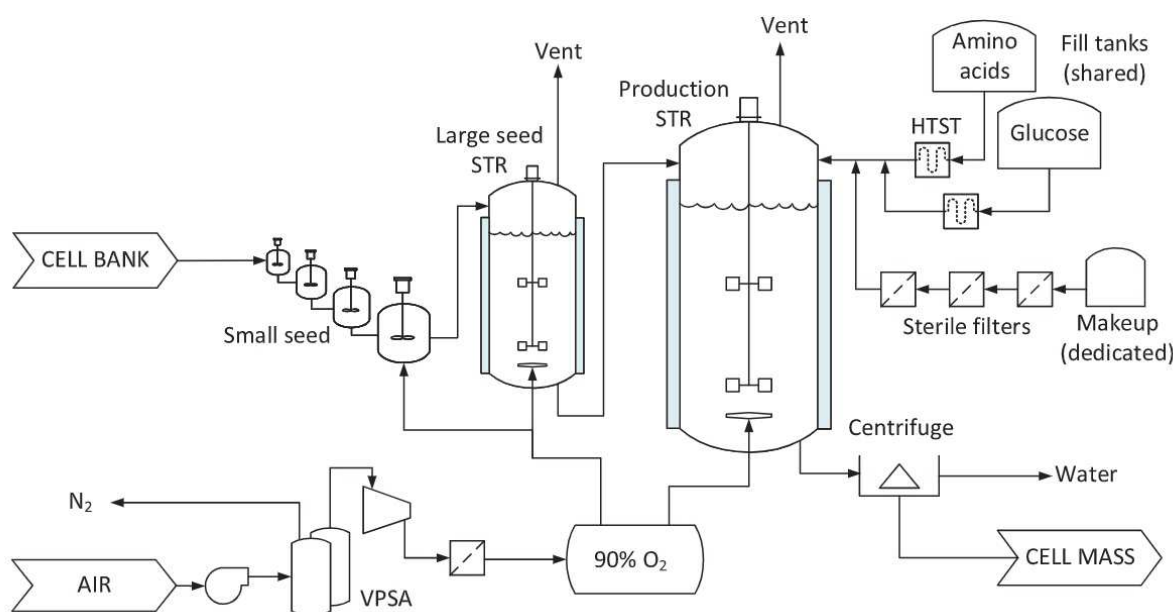 Vent
Vent
Amino
acids
Fill tanks
(shared)
Production
STR
Large seed
STR
HTST
Glucose
CELL BANK
Small seed
Sterile filters
Makeup
(dedicated)
Centrifuge
Water
N₂
90% O₂
CELL MASS
AIR
VPSA